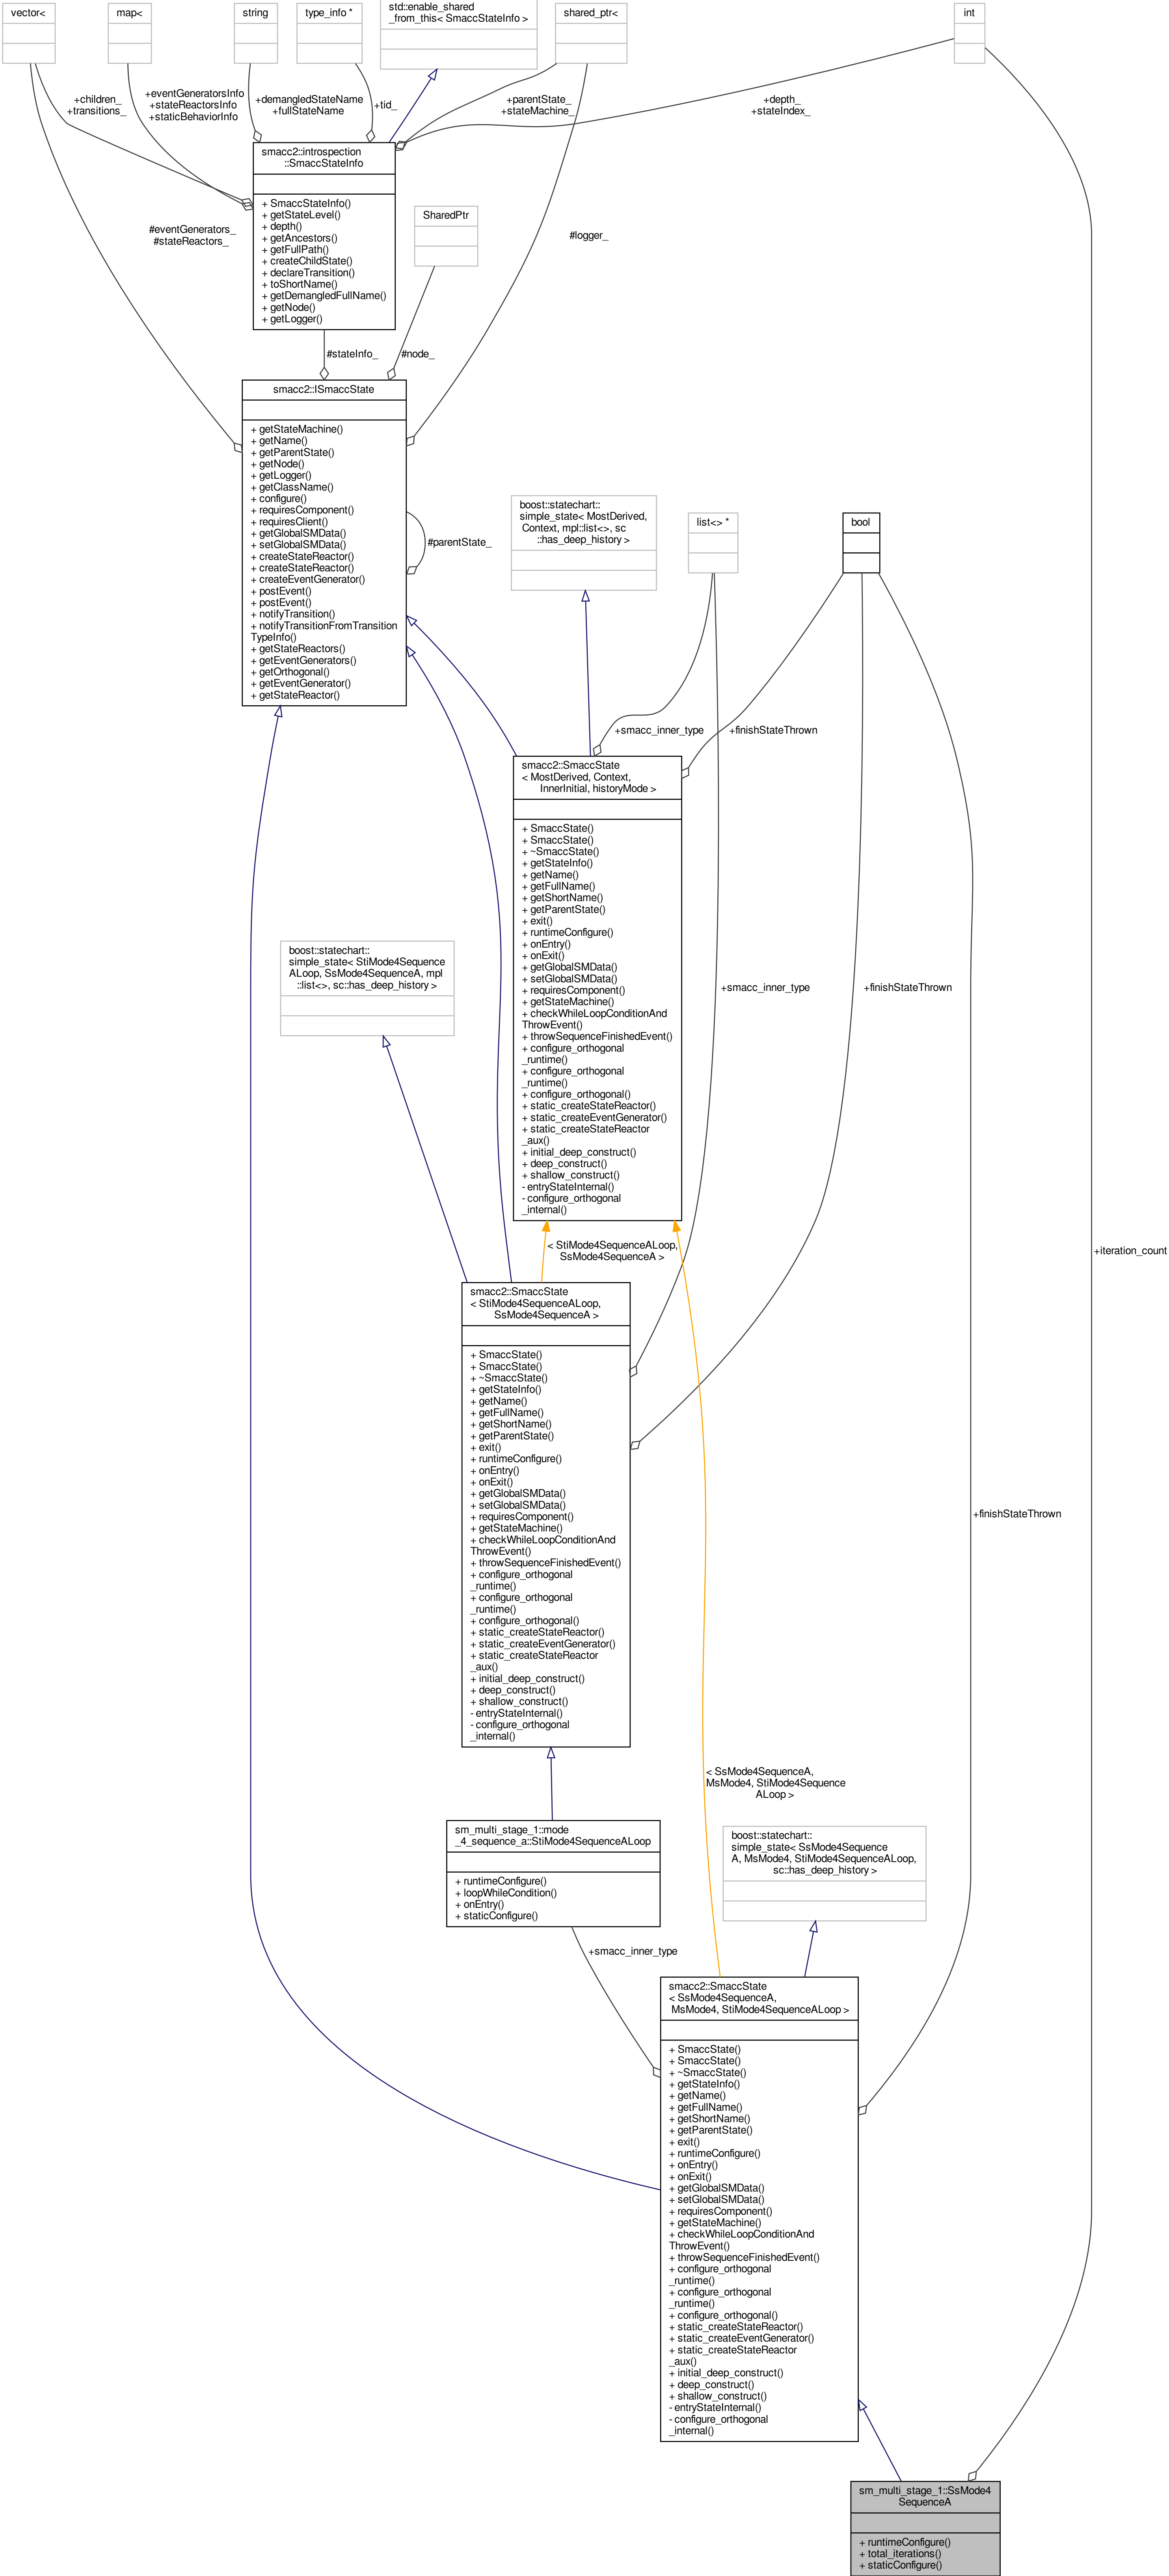 vector<
map<
string
type_info *
std::enable_shared
_from_this< SmaccStateInfo >
shared_ptr<
int
+children_
+transitions_
+eventGeneratorsInfo
+stateReactorsInfo
+staticBehaviorInfo
+demangledStateName
+fullStateName
+tid_
+parentState_
+stateMachine_
+depth_
+stateIndex_
smacc2::introspection
::SmaccStateInfo
+ SmaccStateInfo()
+ getStateLevel()
+ depth()
+ getAncestors()
+ getFullPath()
+ createChildState()
+ declareTransition()
+ toShortName()
+ getDemangledFullName()
+ getNode()
+ getLogger()
SharedPtr
#eventGenerators_
#stateReactors_
#logger_
#stateInfo_
#node_
smacc2::ISmaccState
+ getStateMachine()
+ getName()
+ getParentState()
+ getNode()
+ getLogger()
+ getClassName()
+ configure()
+ requiresComponent()
+ requiresClient()
+ getGlobalSMData()
+ setGlobalSMData()
+ createStateReactor()
+ createStateReactor()
+ createEventGenerator()
+ postEvent()
+ postEvent()
+ notifyTransition()
+ notifyTransitionFromTransition
TypeInfo()
+ getStateReactors()
+ getEventGenerators()
+ getOrthogonal()
+ getEventGenerator()
+ getStateReactor()
#parentState_
boost::statechart::
simple_state< MostDerived,
Context, mpl::list<>, sc
::has_deep_history >
list<> *
bool
+smacc_inner_type
+finishStateThrown
smacc2::SmaccState
< MostDerived, Context,
InnerInitial, historyMode >
+ SmaccState()
+ SmaccState()
+ ~SmaccState()
+ getStateInfo()
+ getName()
+ getFullName()
+ getShortName()
+ getParentState()
+ exit()
+ runtimeConfigure()
+ onEntry()
+ onExit()
+ getGlobalSMData()
+ setGlobalSMData()
+ requiresComponent()
+ getStateMachine()
+ checkWhileLoopConditionAnd
ThrowEvent()
+ throwSequenceFinishedEvent()
+ configure_orthogonal
_runtime()
+ configure_orthogonal
_runtime()
+ configure_orthogonal()
+ static_createStateReactor()
+ static_createEventGenerator()
+ static_createStateReactor
_aux()
+ initial_deep_construct()
+ deep_construct()
+ shallow_construct()
- entryStateInternal()
- configure_orthogonal
_internal()
boost::statechart::
simple_state< StiMode4Sequence
ALoop, SsMode4SequenceA, mpl
::list<>, sc::has_deep_history >
+smacc_inner_type
+finishStateThrown
< StiMode4SequenceALoop,
SsMode4SequenceA >
+iteration_count
smacc2::SmaccState
< StiMode4SequenceALoop,
SsMode4SequenceA >
+ SmaccState()
+ SmaccState()
+ ~SmaccState()
+ getStateInfo()
+ getName()
+ getFullName()
+ getShortName()
+ getParentState()
+ exit()
+ runtimeConfigure()
+ onEntry()
+ onExit()
+ getGlobalSMData()
+ setGlobalSMData()
+ requiresComponent()
+ getStateMachine()
+ checkWhileLoopConditionAnd
ThrowEvent()
+ throwSequenceFinishedEvent()
+ configure_orthogonal
_runtime()
+ configure_orthogonal
_runtime()
+ configure_orthogonal()
+ static_createStateReactor()
+ static_createEventGenerator()
+ static_createStateReactor
_aux()
+ initial_deep_construct()
+ deep_construct()
+ shallow_construct()
- entryStateInternal()
- configure_orthogonal
_internal()
+finishStateThrown
< SsMode4SequenceA,
MsMode4, StiMode4Sequence
ALoop >
sm_multi_stage_1::mode
_4_sequence_a::StiMode4SequenceALoop
+ runtimeConfigure()
+ loopWhileCondition()
+ onEntry()
+ staticConfigure()
boost::statechart::
simple_state< SsMode4Sequence
A, MsMode4, StiMode4SequenceALoop,
sc::has_deep_history >
+smacc_inner_type
smacc2::SmaccState
< SsMode4SequenceA,
MsMode4, StiMode4SequenceALoop >
+ SmaccState()
+ SmaccState()
+ ~SmaccState()
+ getStateInfo()
+ getName()
+ getFullName()
+ getShortName()
+ getParentState()
+ exit()
+ runtimeConfigure()
+ onEntry()
+ onExit()
+ getGlobalSMData()
+ setGlobalSMData()
+ requiresComponent()
+ getStateMachine()
+ checkWhileLoopConditionAnd
ThrowEvent()
+ throwSequenceFinishedEvent()
+ configure_orthogonal
_runtime()
+ configure_orthogonal
_runtime()
+ configure_orthogonal()
+ static_createStateReactor()
+ static_createEventGenerator()
+ static_createStateReactor
_aux()
+ initial_deep_construct()
+ deep_construct()
+ shallow_construct()
- entryStateInternal()
- configure_orthogonal
_internal()
sm_multi_stage_1::SsMode4
SequenceA
+ runtimeConfigure()
+ total_iterations()
+ staticConfigure()